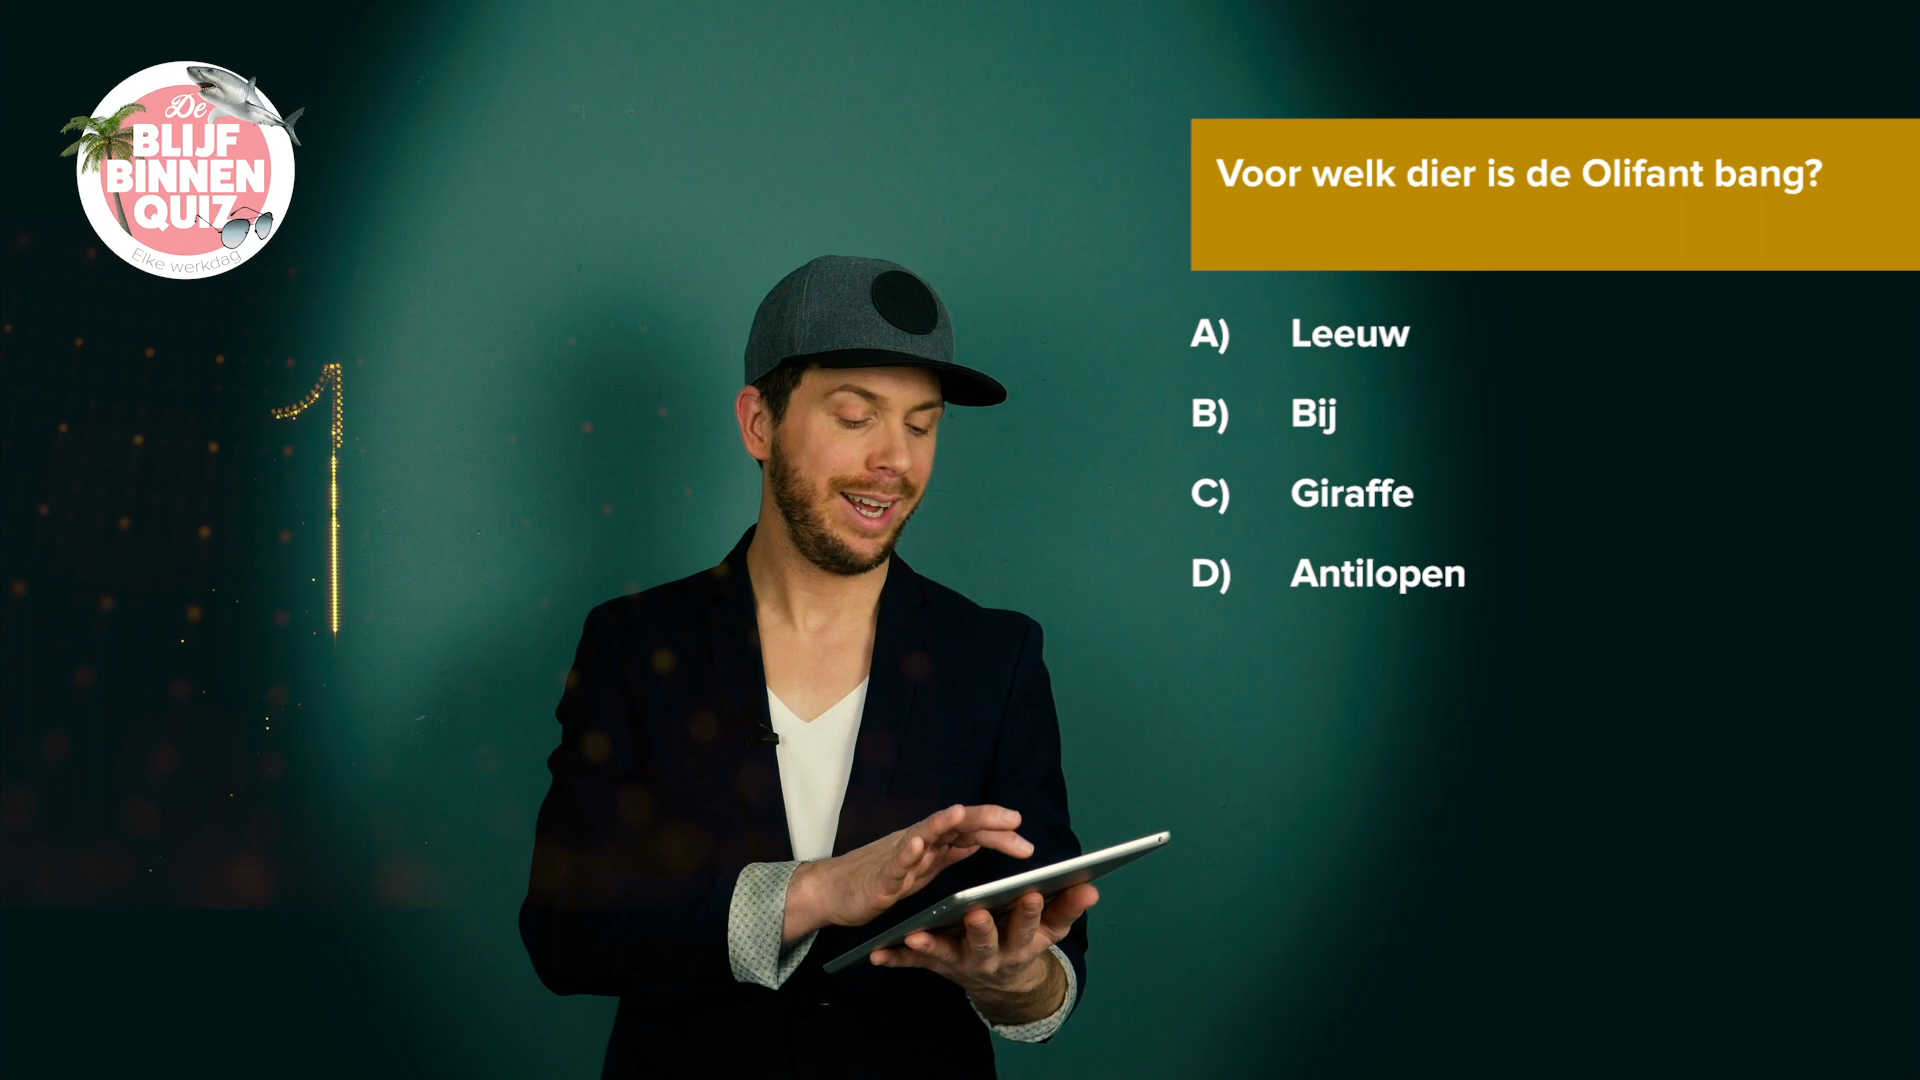 De
BLIJF
BINNEN
QUIZ
Elke werkdag
1
Voor welk dier is de Olifant bang?
A) Leeuw
B) Bij
C) Giraffe
D) Antilopen